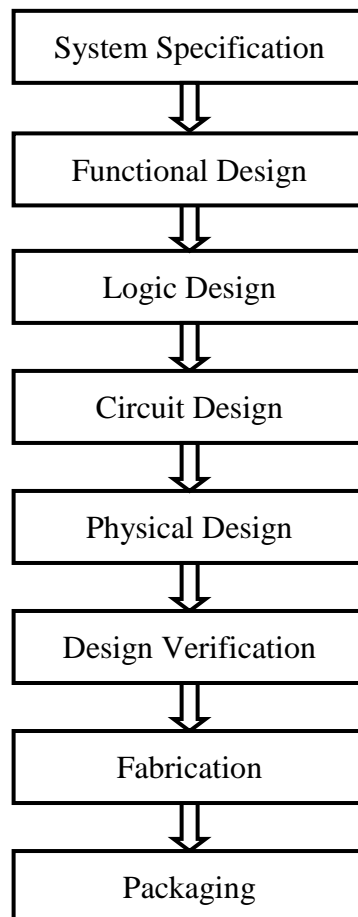 System Specification
Functional Design
Logic Design
Circuit Design
Physical Design
Design Verification
Fabrication
Packaging